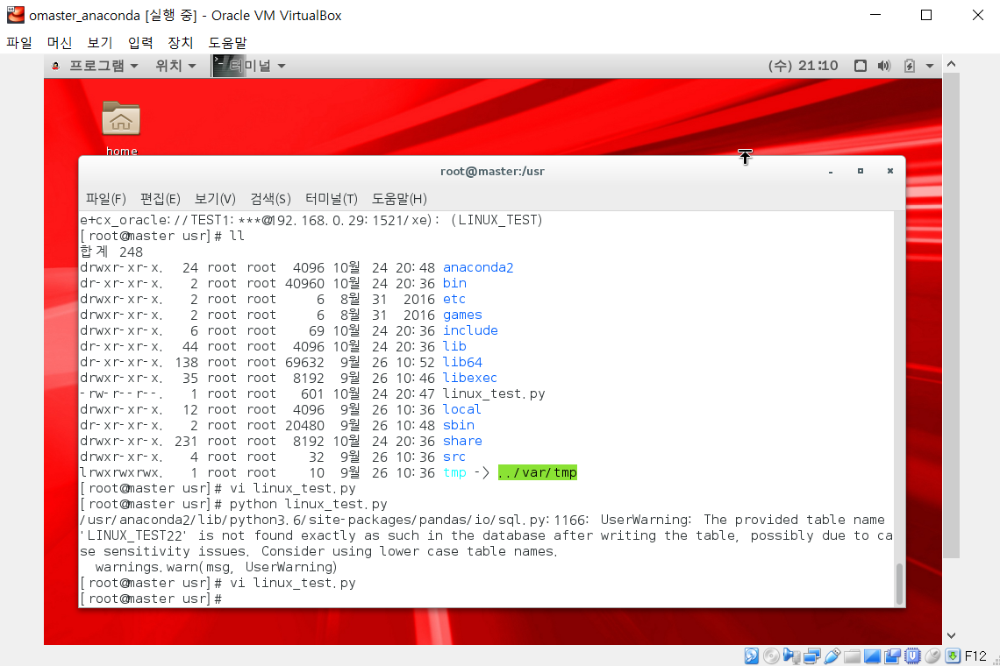 omaster_anaconda [실행 중] - Oracle VM VirtualBox
파일 머신 보기 입력 장치 도움말
프로그램 위치 터미널 (수) 21:10
home
root@master:/usr
파일(F) 편집(E) 보기(V) 검색(S) 터미널(T) 도움말(H)
e+cx_oracle://TEST1:***@192.168.0.29:1521/xe): (LINUX_TEST)
[root@master usr]# ll
합계 248
drwxr-xr-x. 24 root root 4096 10월 24 20:48 anaconda2
dr-xr-xr-x. 2 root root 40960 10월 24 20:36 bin
drwxr-xr-x. 2 root root 6 8월 31 2016 etc
drwxr-xr-x. 2 root root 6 8월 31 2016 games
drwxr-xr-x. 6 root root 69 10월 24 20:36 include
dr-xr-xr-x. 44 root root 4096 10월 24 20:36 lib
dr-xr-xr-x. 138 root root 69632 9월 26 10:52 lib64
drwxr-xr-x. 35 root root 8192 9월 26 10:46 libexec
-rw-r--r--. 1 root root 601 10월 24 20:47 linux_test.py
drwxr-xr-x. 12 root root 4096 9월 26 10:36 local
dr-xr-xr-x. 2 root root 20480 9월 26 10:48 sbin
drwxr-xr-x. 231 root root 8192 10월 24 20:36 share
drwxr-xr-x. 4 root root 32 9월 26 10:36 src
lrwxrwxrwx. 1 root root 10 9월 26 10:36 tmp -> ../var/tmp
[root@master usr]# vi linux_test.py
[root@master usr]# python linux_test.py
/usr/anaconda2/lib/python3.6/site-packages/pandas/io/sql.py:1166: UserWarning: The provided table name
'LINUX_TEST22' is not found exactly as such in the database after writing the table, possibly due to ca
se sensitivity issues. Consider using lower case table names.
warnings.warn(msg, UserWarning)
[root@master usr]# vi linux_test.py
[root@master usr]#
F12